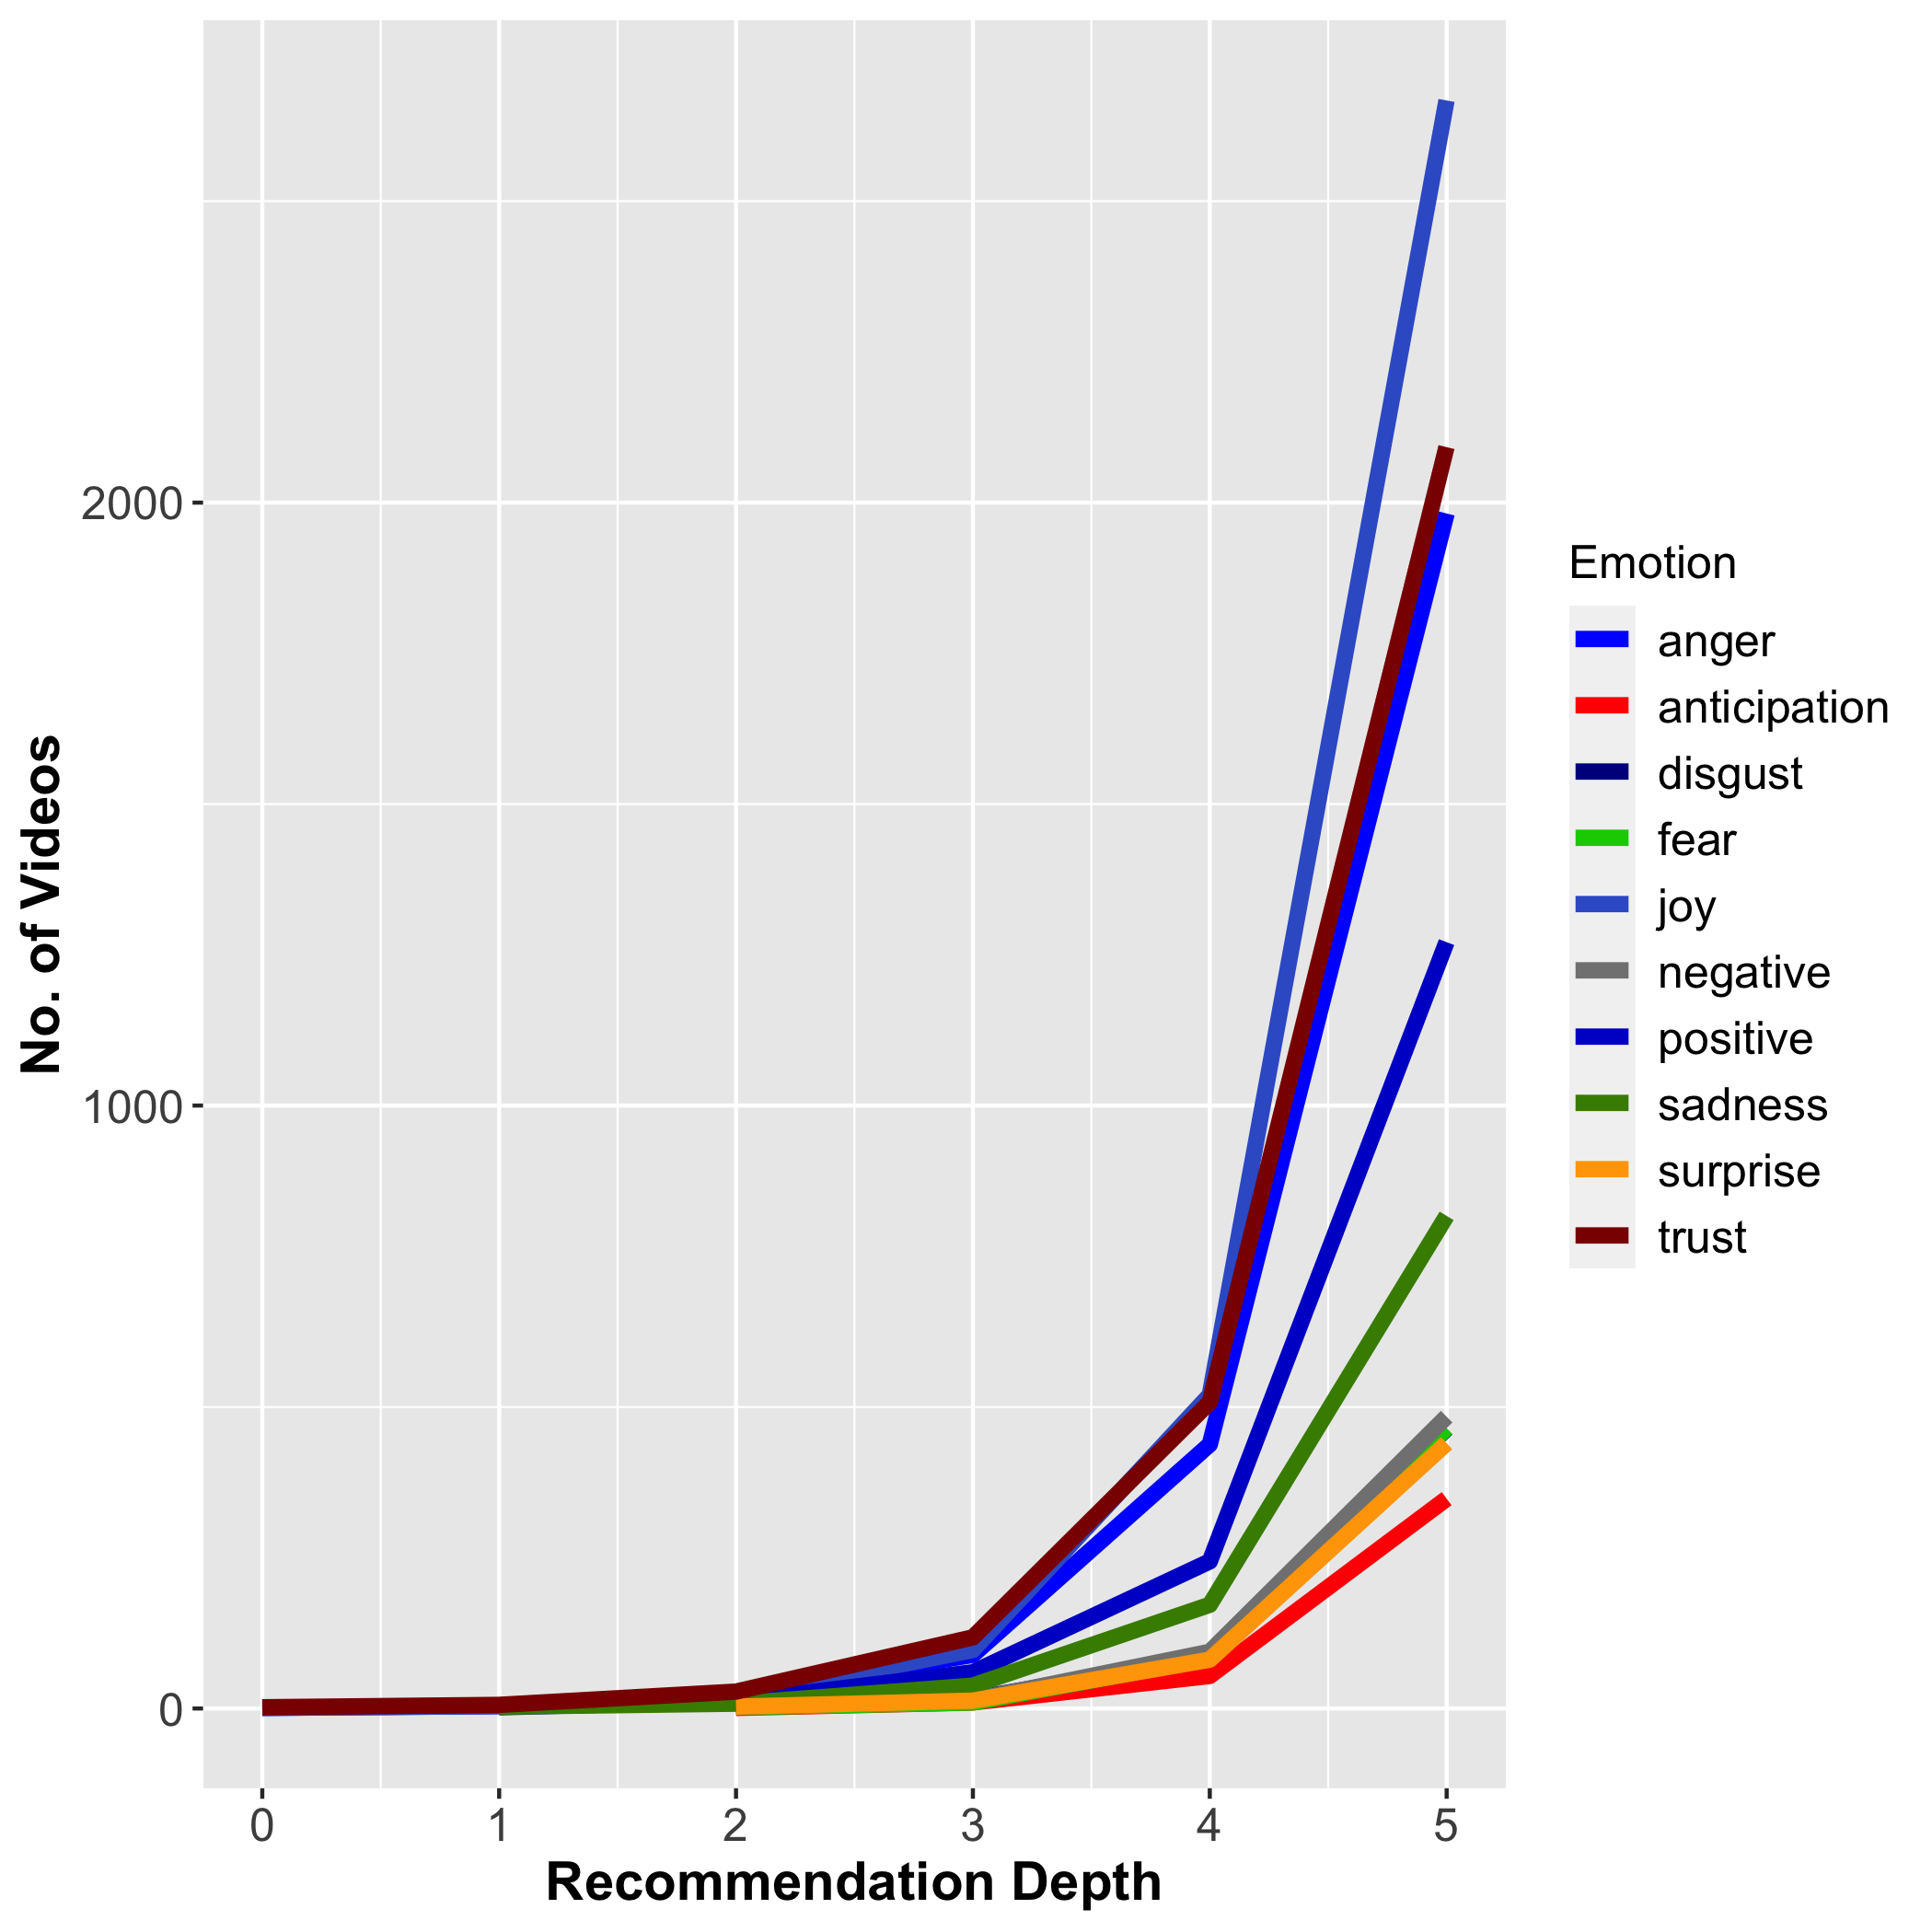 No. of Videos
2000
1000
0
0 1 2 3 4 5
Recommendation Depth
Emotion
anger
anticipation
disgust
fear
joy
negative
positive
sadness
surprise
trust